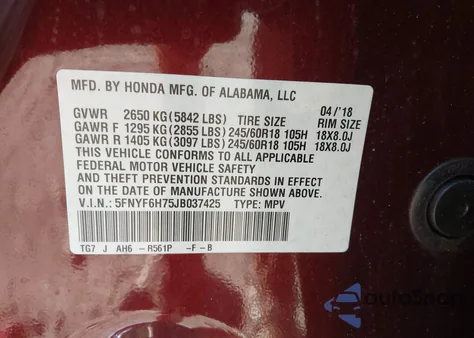 MFD. BY HONDA MFG. OF ALABAMA, LLC
04/'18
GVWR 2650 KG (5842 LBS) TIRE SIZE RIM SIZE
GAWR F 1295 KG (2855 LBS) 245/60R18 105H 18X8.0J
GAWR R 1405 KG (3097 LBS) 245/60R18 105H 18X8.0J
THIS VEHICLE CONFORMS TO ALL APPLICABLE
FEDERAL MOTOR VEHICLE SAFETY
AND THEFT PREVENTION STANDARDS IN EFFECT
ON THE DATE OF MANUFACTURE SHOWN ABOVE.
V.I.N.: 5FNYF6H75JB037425 TYPE: MPV
TG7 J AH6 - R561P -F - B